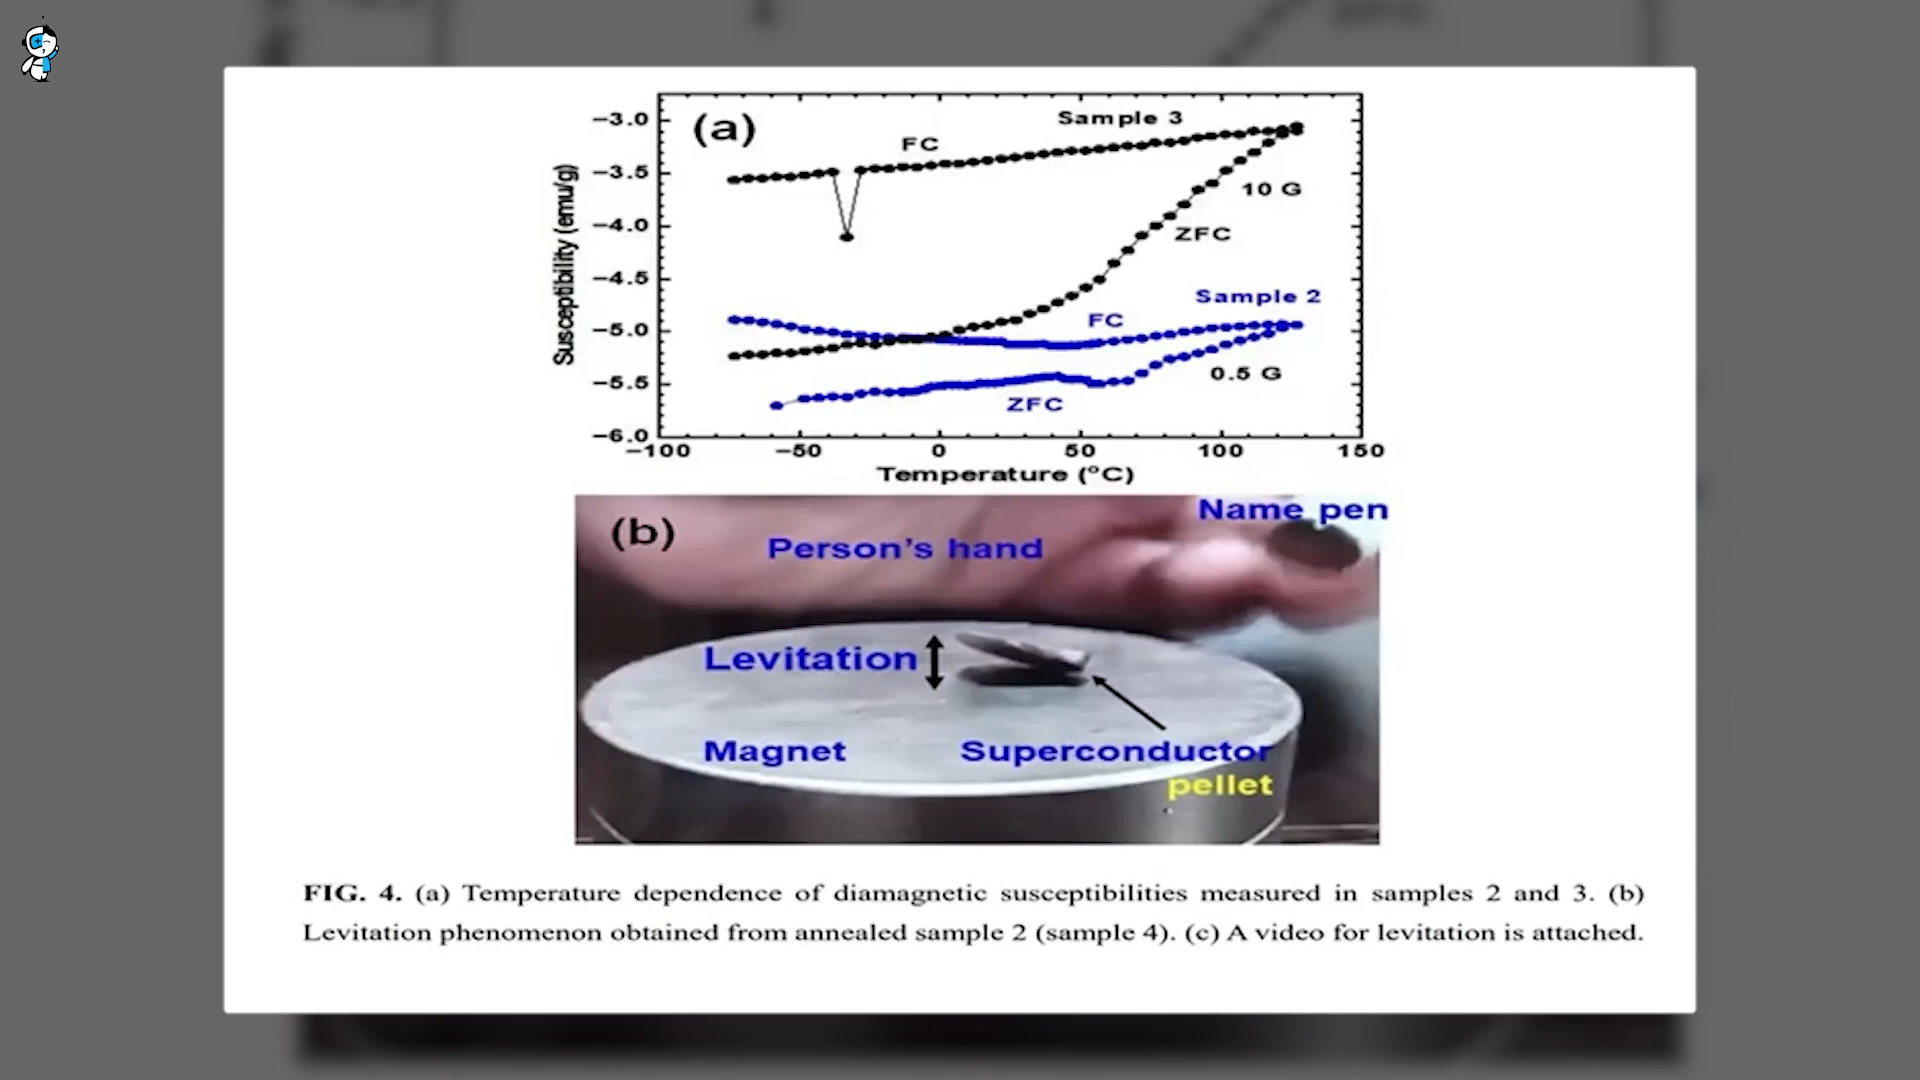 (a)
Sample 3
FC
10 G
ZFC
Sample 2
FC
0.5 G
ZFC
Susceptibility (emu/g)
−3.0
−3.5
−4.0
−4.5
−5.0
−5.5
−6.0
−100 −50 0 50 100 150
Temperature (°C)
Name pen
(b)
Person's hand
Levitation
Magnet
Superconductor
pellet
FIG. 4. (a) Temperature dependence of diamagnetic susceptibilities measured in samples 2 and 3. (b)
Levitation phenomenon obtained from annealed sample 2 (sample 4). (c) A video for levitation is attached.